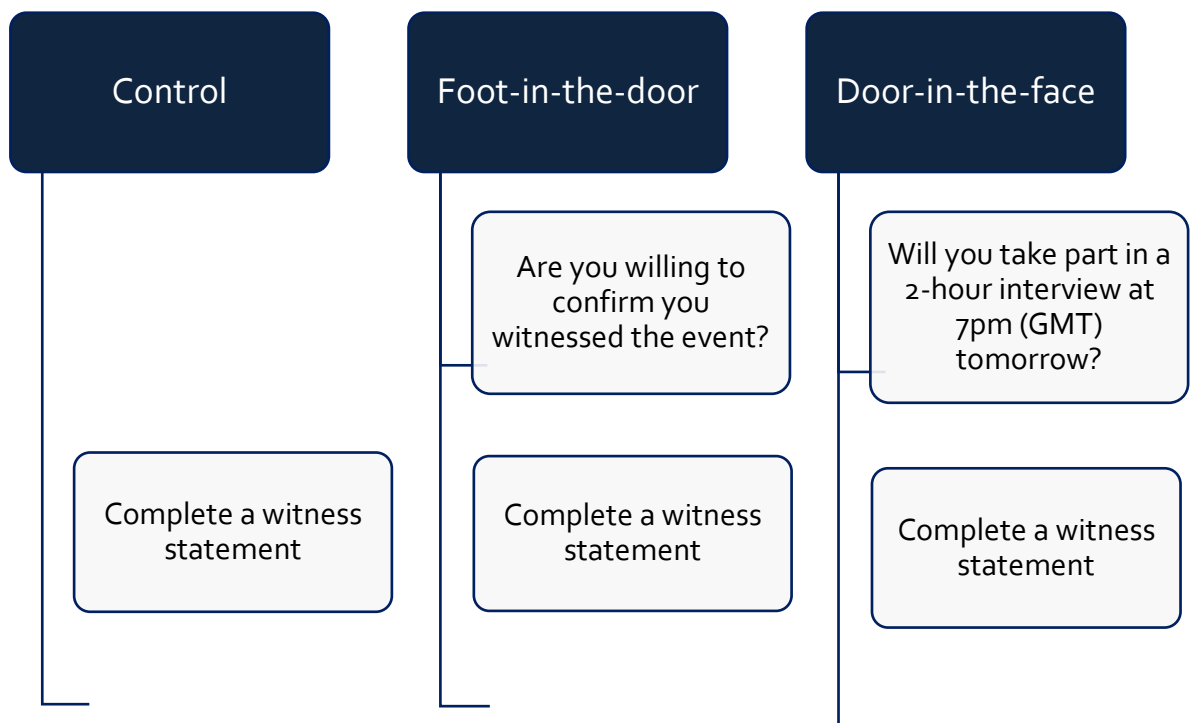 Control
Foot-in-the-door
Are you willing to
confirm you
witnessed the event?
Door-in-the-face
Will you take part in a
2-hour interview at
7pm (GMT)
tomorrow?
Complete a witness
statement
Complete a witness
statement
Complete a witness
statement